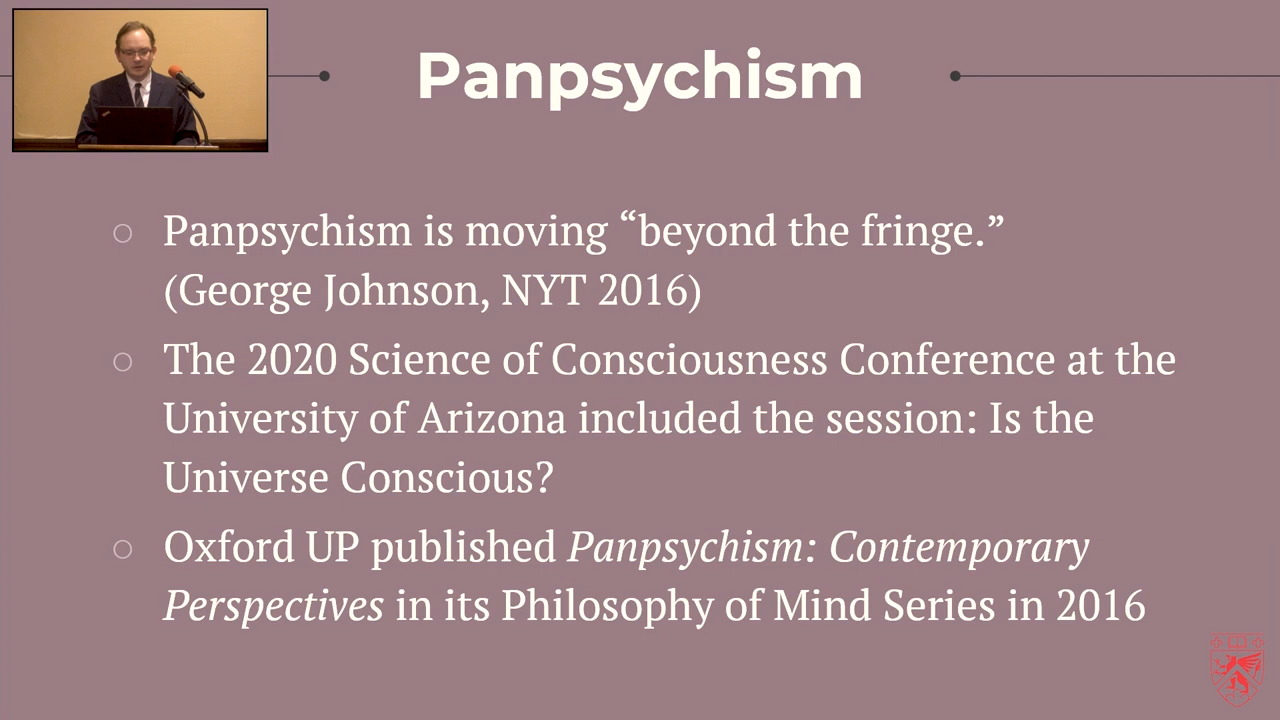 Panpsychism
Panpsychism is moving “beyond the fringe.”
(George Johnson, NYT 2016)
The 2020 Science of Consciousness Conference at the
University of Arizona included the session: Is the
Universe Conscious?
Oxford UP published Panpsychism: Contemporary
Perspectives in its Philosophy of Mind Series in 2016